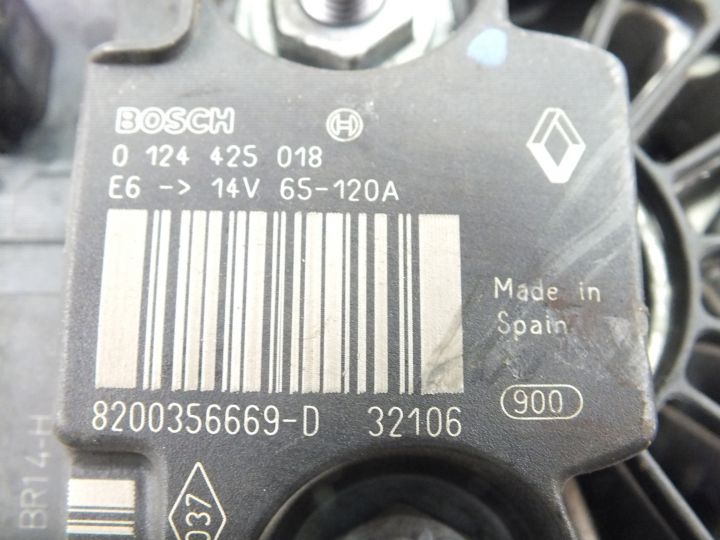 BOSCH
0 124 425 018
E6 -> 14V 65-120A
Made in
Spain
8200356669-D 32106
900
BR14-H
037